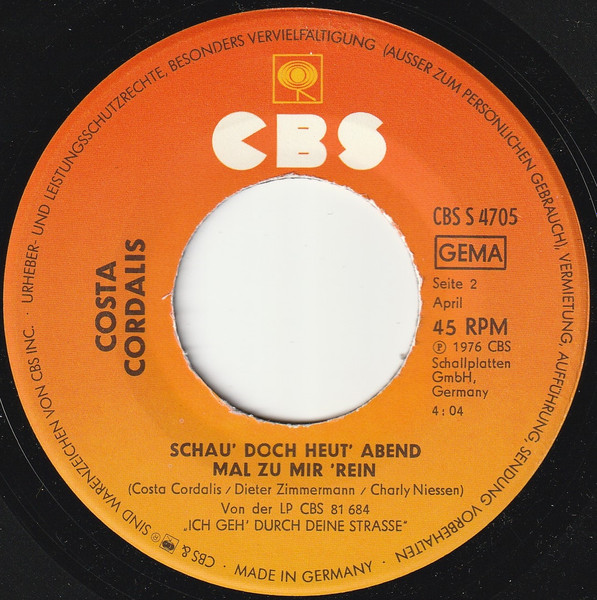 CBS
COSTA
CORDALIS
CBS S 4705
GEMA
Seite 2
April
45 RPM
℗ 1976 CBS
Schallplatten
GmbH,
Germany
4:04
SCHAU' DOCH HEUT' ABEND
MAL ZU MIR 'REIN
(Costa Cordalis / Dieter Zimmermann / Charly Niessen)
Von der LP CBS 81 684
„ICH GEH' DURCH DEINE STRASSE"
CBS & SIND WARENZEICHEN VON CBS INC. · URHEBER- UND LEISTUNGSSCHUTZRECHTE, BESONDERS VERVIELFÄLTIGUNG (AUSSER ZUM PERSÖNLICHEN GEBRAUCH), VERMIETUNG, AUFFÜHRUNG, SENDUNG VORBEHALTEN · MADE IN GERMANY ·